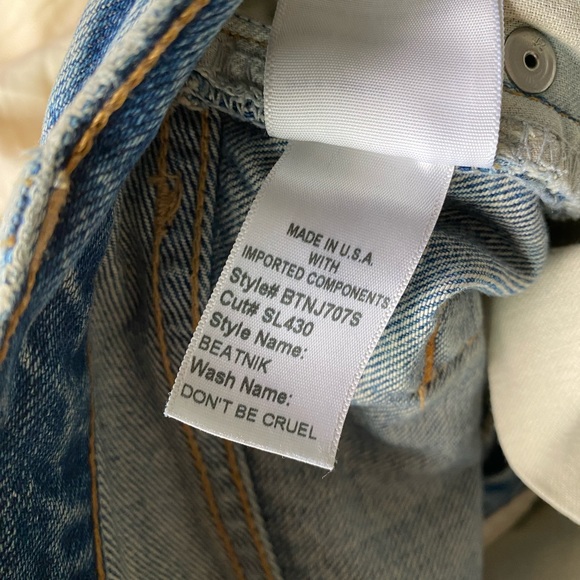 MADE IN U.S.A.
WITH
IMPORTED COMPONENTS
Style# BTNJ707S
Cut# SL430
Style Name:
BEATNIK
Wash Name:
DON'T BE CRUEL